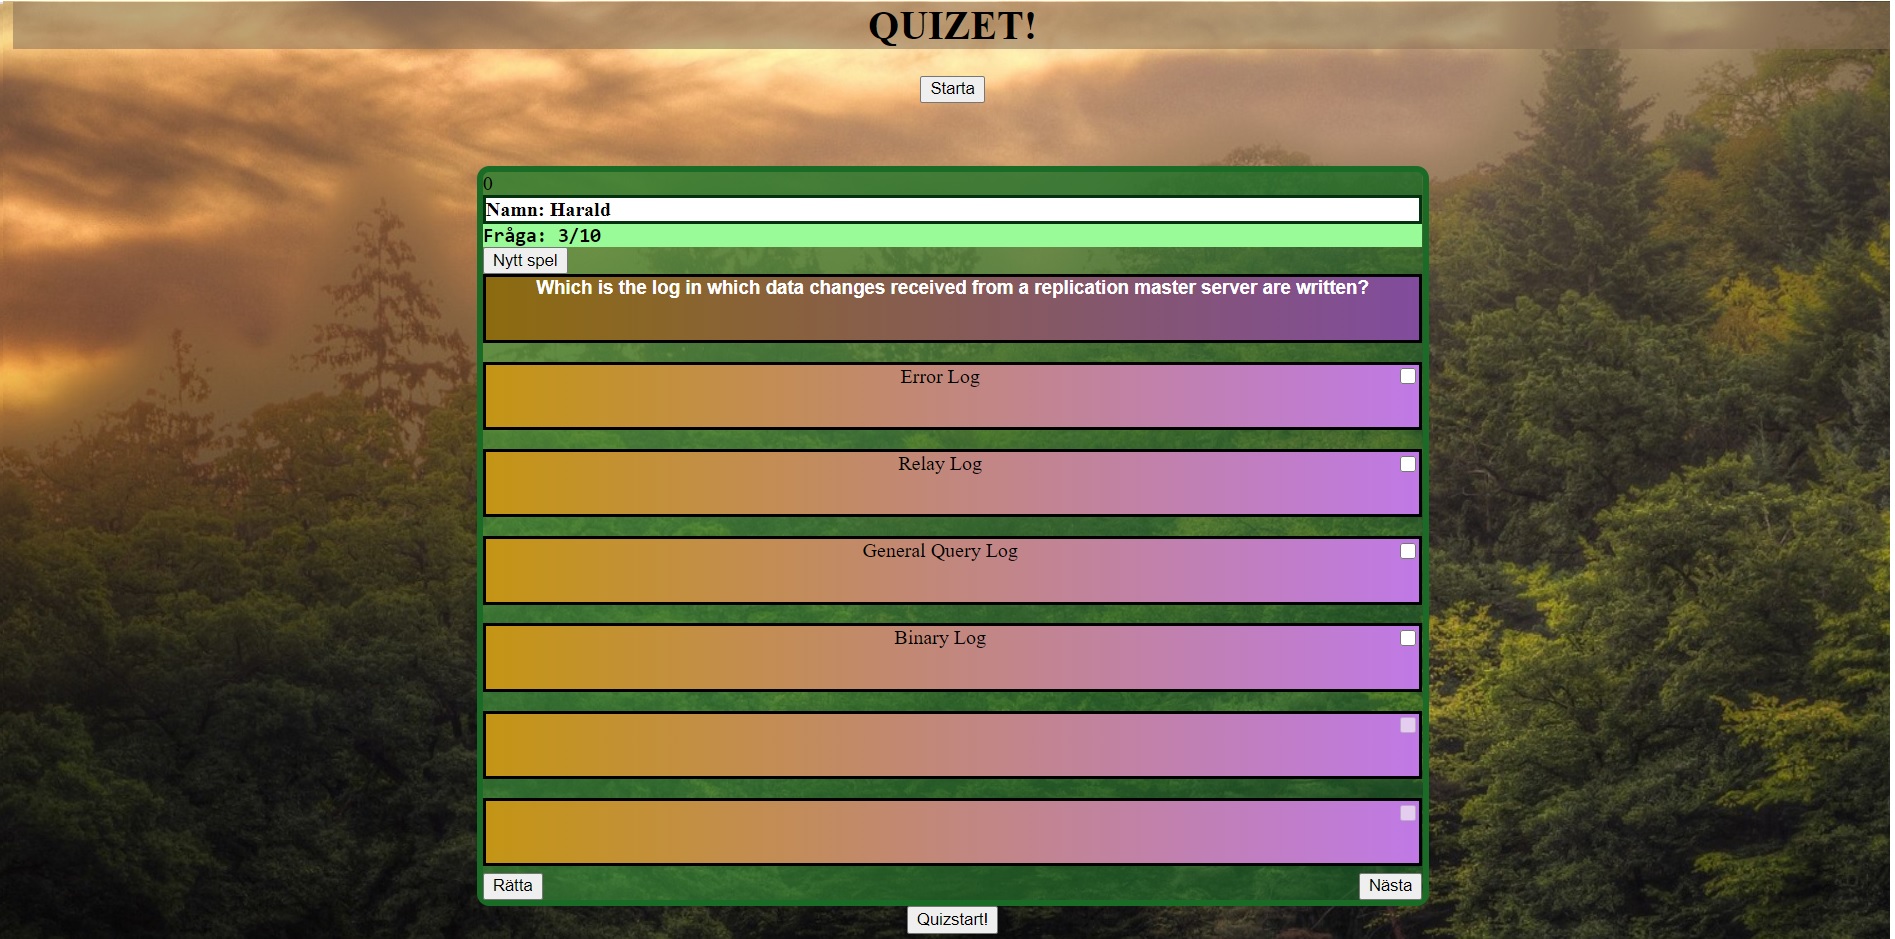 QUIZET!
Starta
0
Namn: Harald
Fråga: 3/10
Nytt spel
Which is the log in which data changes received from a replication master server are written?
Error Log
Relay Log
General Query Log
Binary Log
Rätta
Nästa
Quizstart!